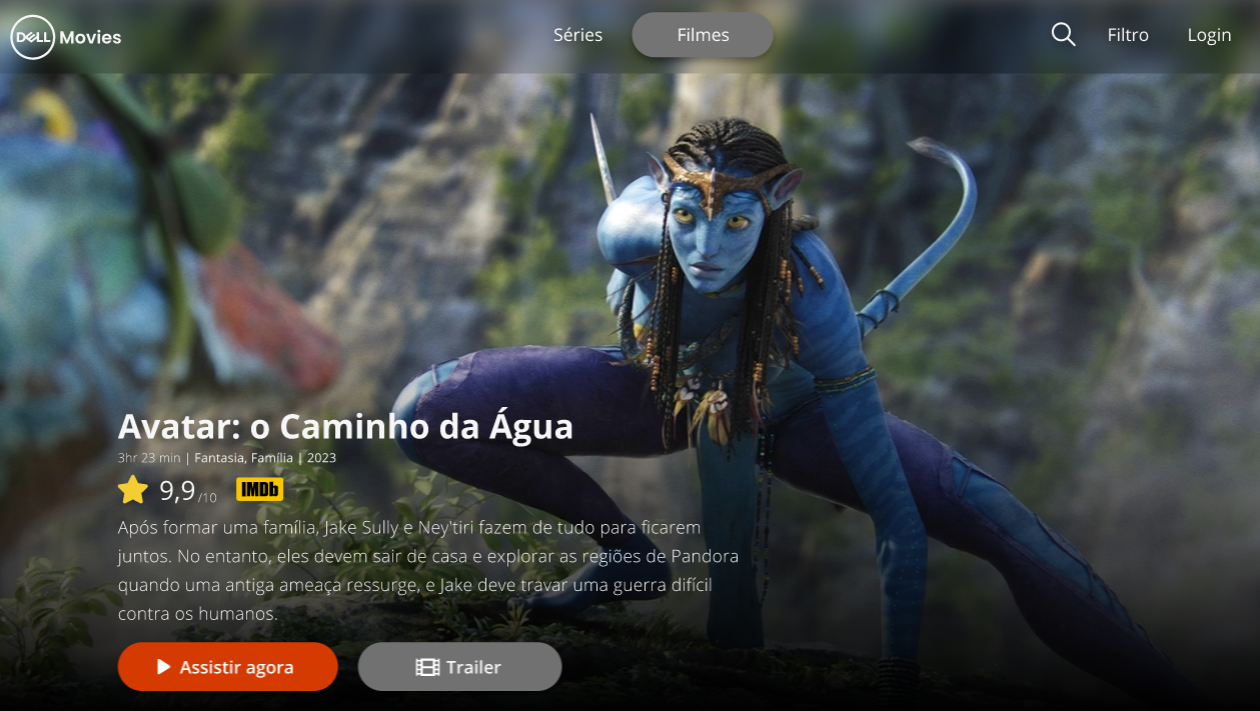 DELL Movies
Séries
Filmes
Filtro
Login
Avatar: o Caminho da Água
3hr 23 min | Fantasia, Família | 2023
9,9/10 IMDb
Após formar uma família, Jake Sully e Ney'tiri fazem de tudo para ficarem
juntos. No entanto, eles devem sair de casa e explorar as regiões de Pandora
quando uma antiga ameaça ressurge, e Jake deve travar uma guerra difícil
contra os humanos.
Assistir agora
Trailer